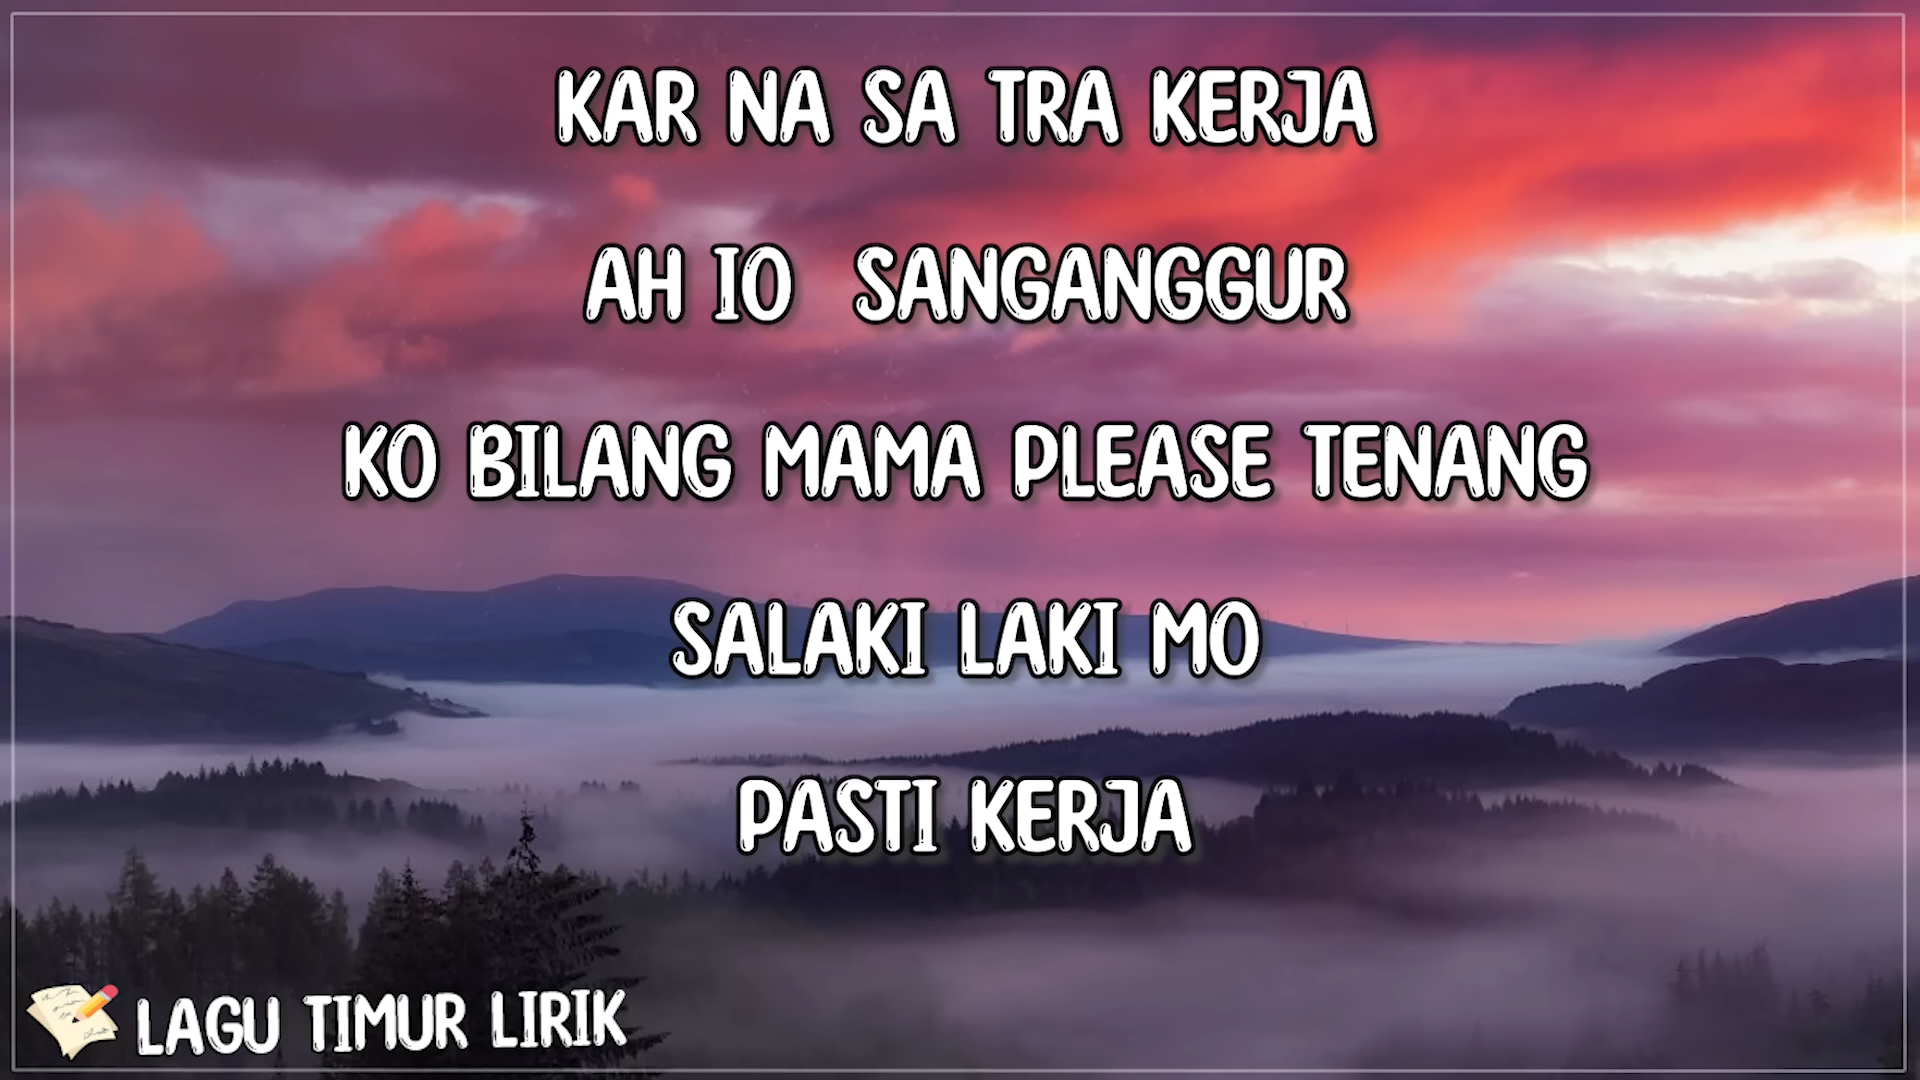 KAR NA SA TRA KERJA
AH IO SANGANGGUR
KO BILANG MAMA PLEASE TENANG
SALAKI LAKI MO
PASTI KERJA
LAGU TIMUR LIRIK